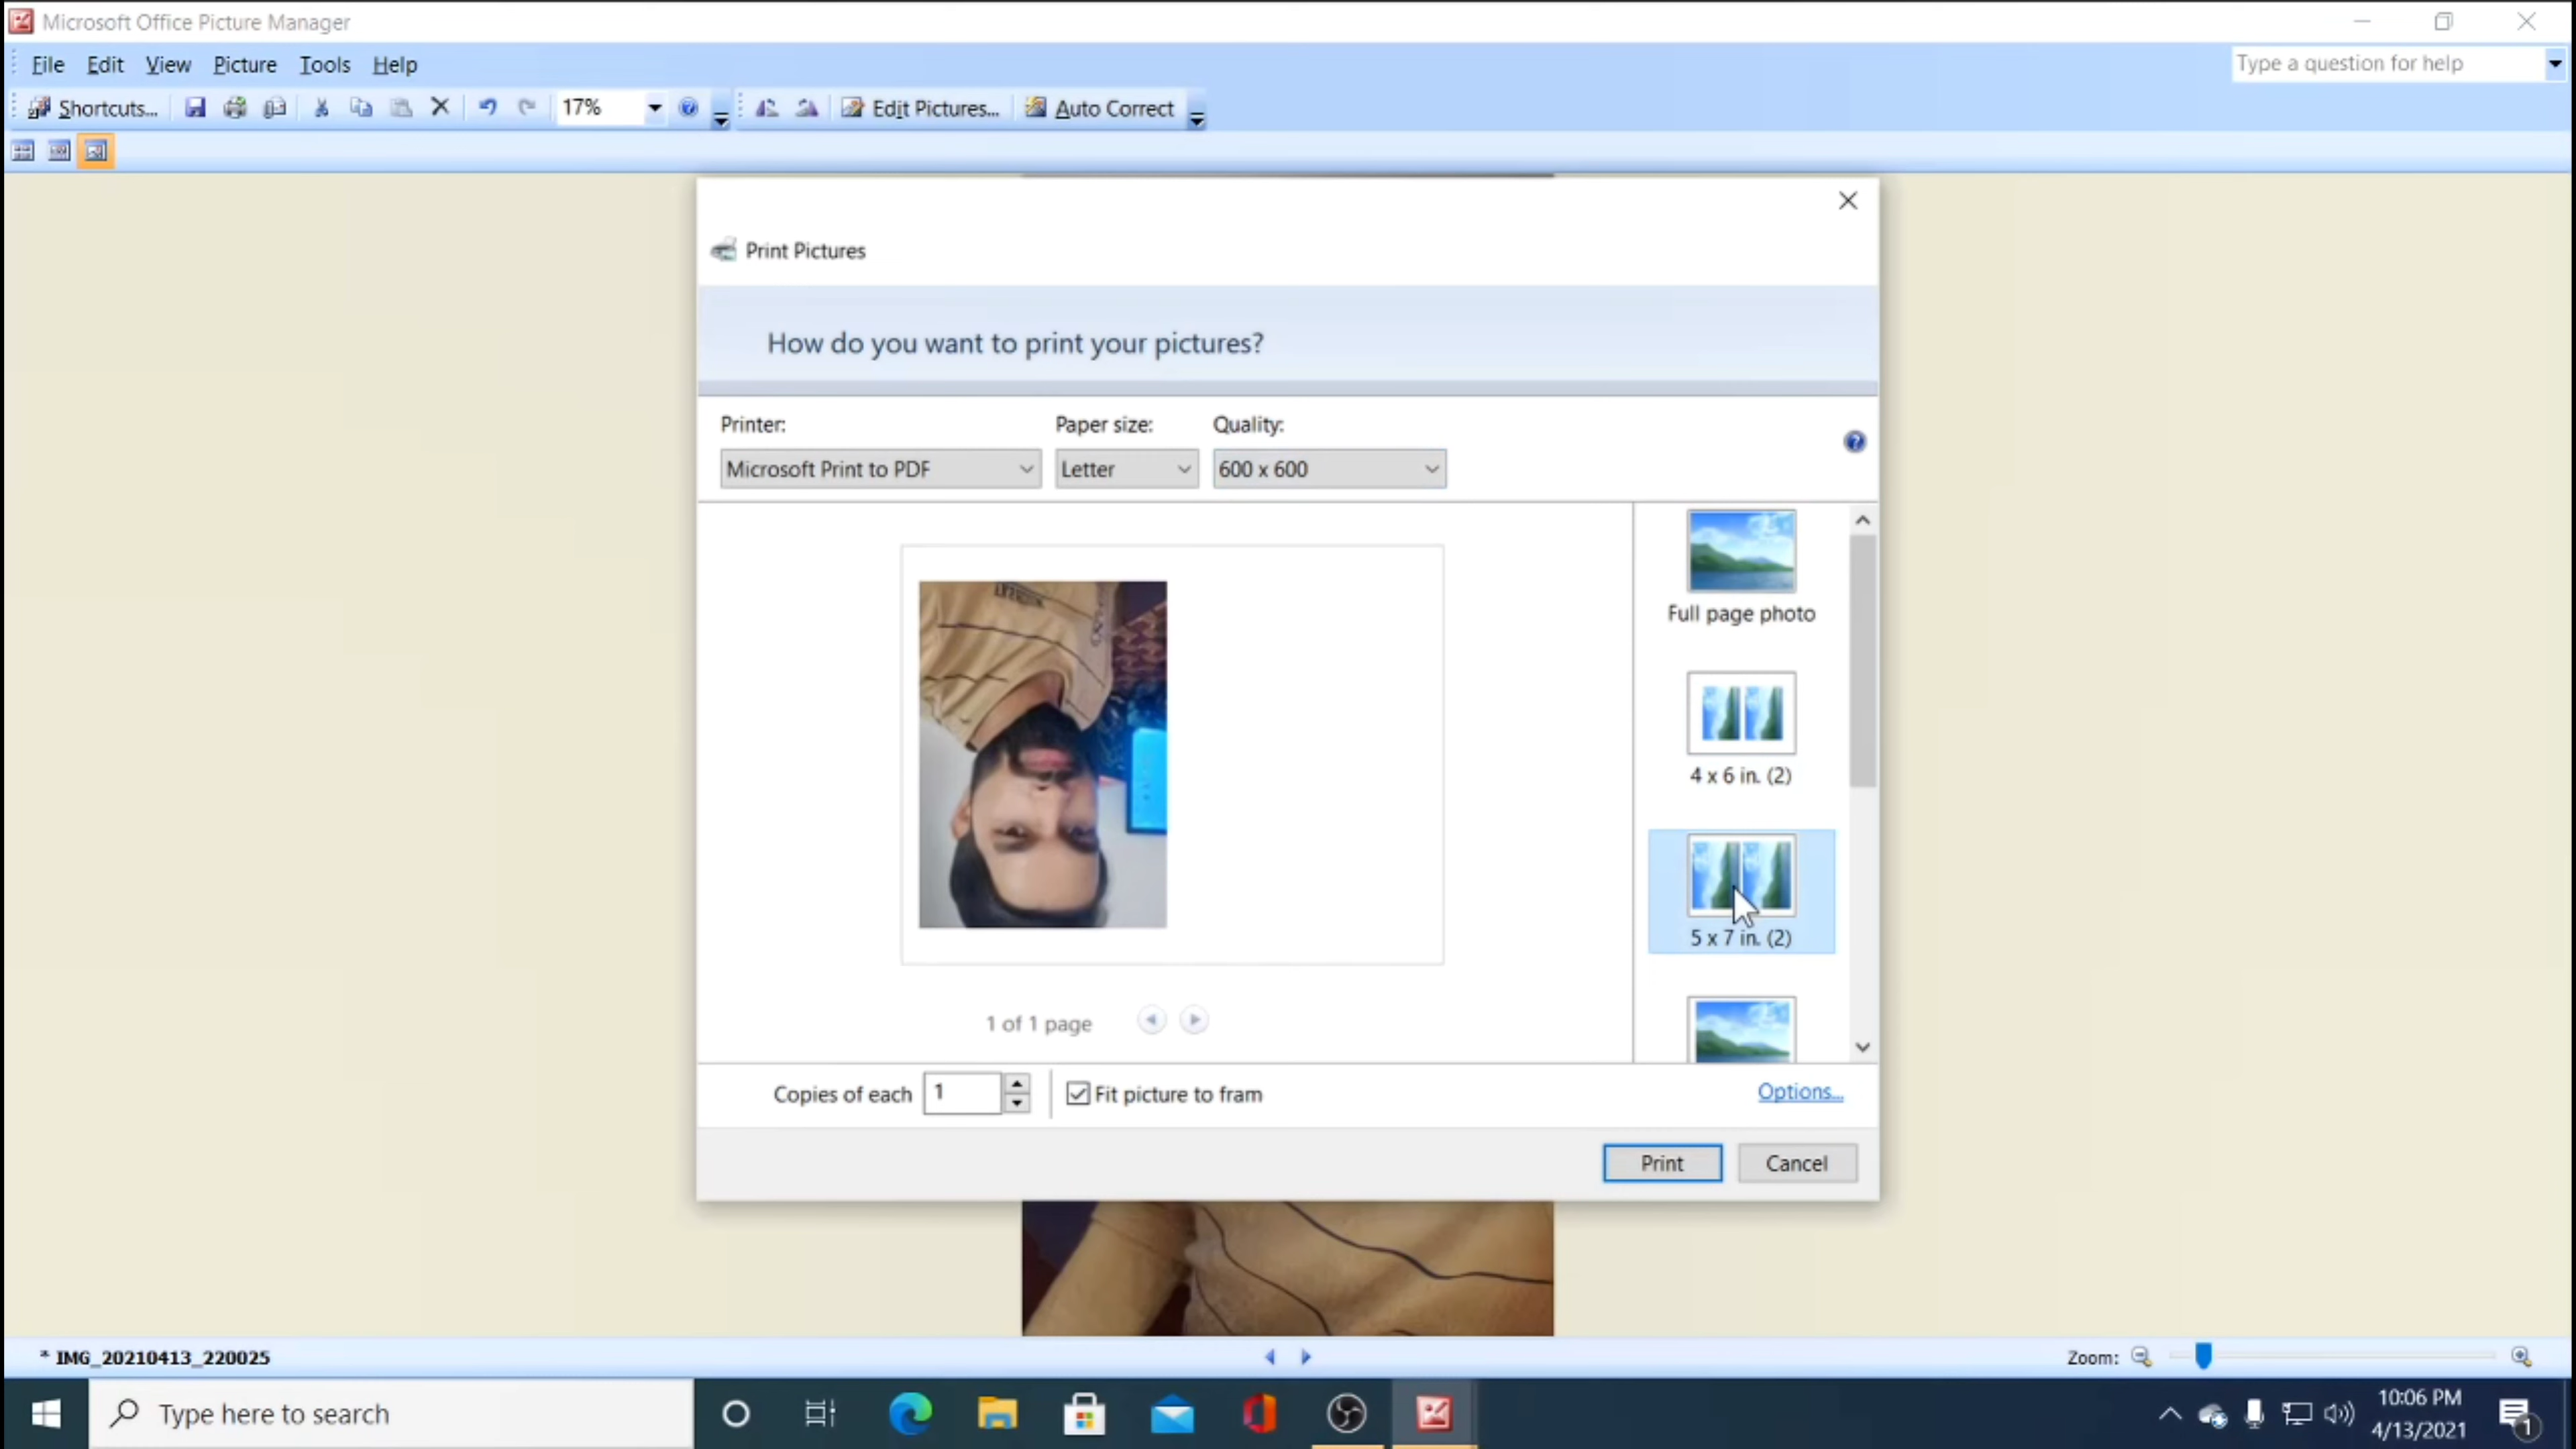 Microsoft Office Picture Manager
File Edit View Picture Tools Help
Type a question for help
Shortcuts... 17% Edit Pictures... Auto Correct
Print Pictures
How do you want to print your pictures?
Printer: Paper size: Quality:
Microsoft Print to PDF Letter 600 x 600
Full page photo
4 x 6 in. (2)
5 x 7 in. (2)
1 of 1 page
Copies of each 1 Fit picture to fram Options...
Print Cancel
* IMG_20210413_220025 Zoom:
Type here to search
10:06 PM
4/13/2021
1